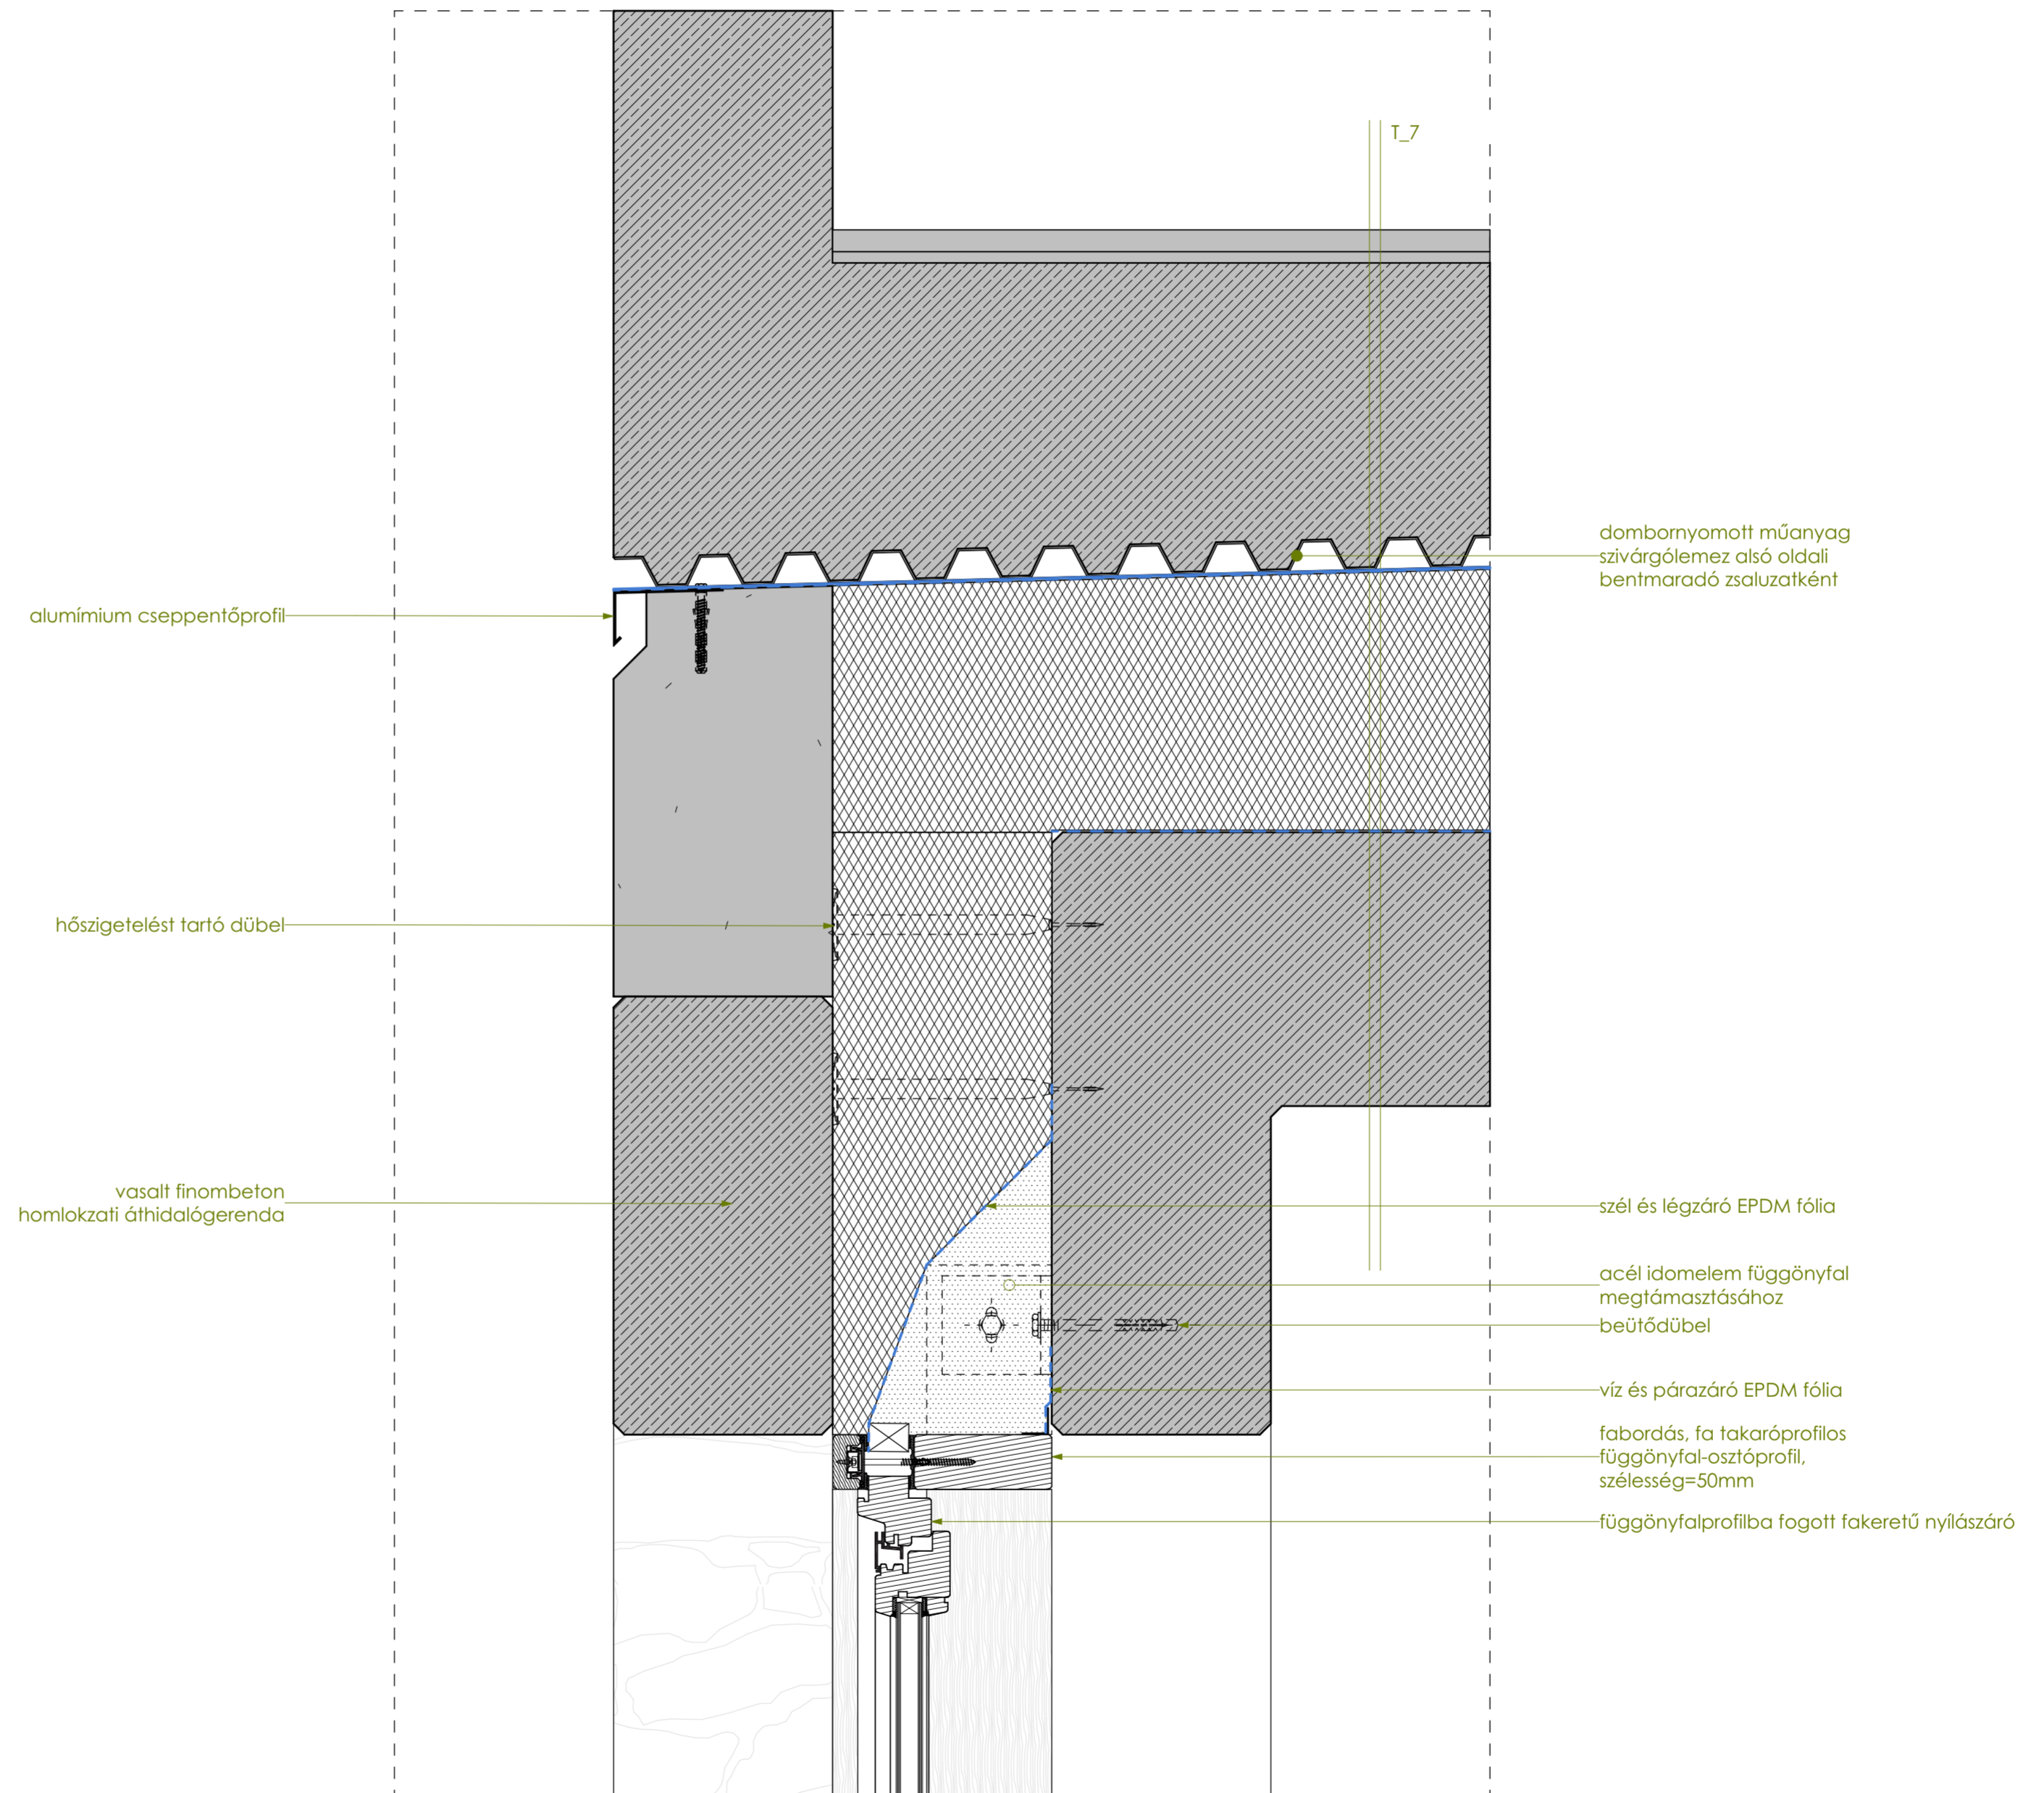 T_7
dombornyomott műanyag
szivárgólemez alsó oldali
bentmaradó zsaluzatként
alumímium cseppentőprofil
hőszigetelést tartó dübel
vasalt finombeton
homlokzati áthidalógerenda
szél és légzáró EPDM fólia
acél idomelem függönyfal
megtámasztásához
beütődübel
víz és párazáró EPDM fólia
fabordás, fa takaróprofilos
függönyfal-osztóprofil,
szélesség=50mm
függönyfalprofilba fogott fakeretű nyílászáró